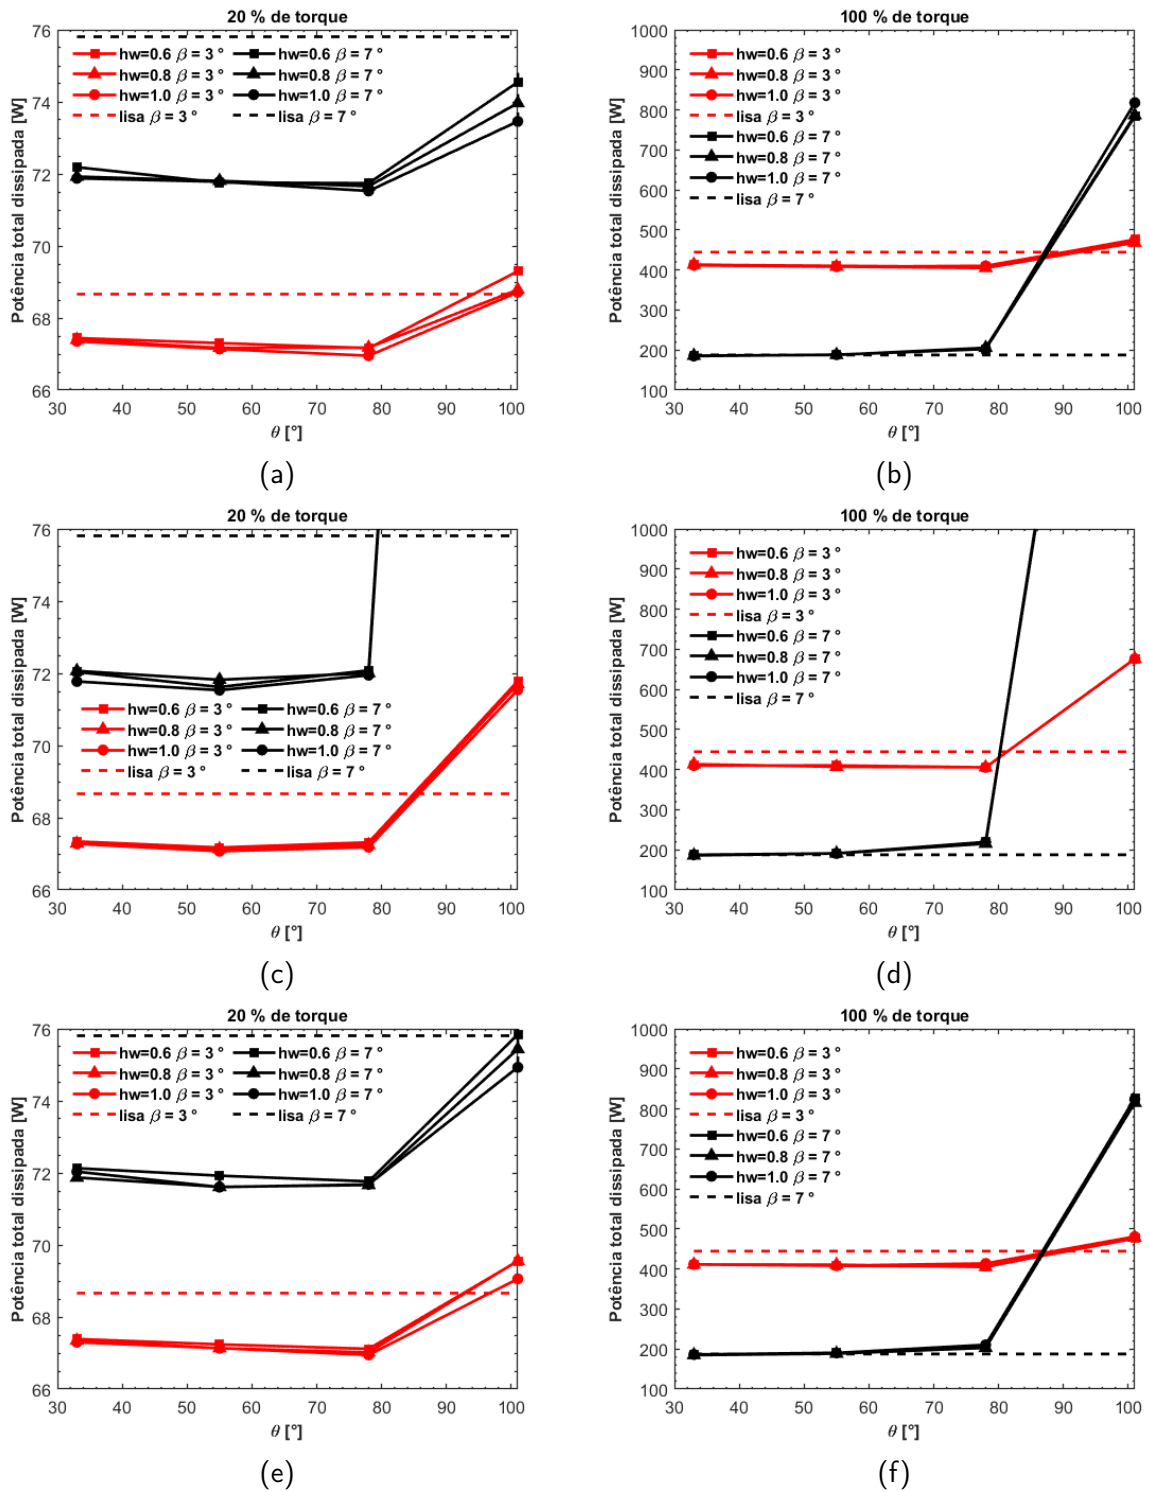 20 % de torque
Potência total dissipada [W]
76
74
72
70
68
66
hw=0.6 β = 3 °
hw=0.8 β = 3 °
hw=1.0 β = 3 °
lisa β = 3 °
hw=0.6 β = 7 °
hw=0.8 β = 7 °
hw=1.0 β = 7 °
lisa β = 7 °
30 40 50 60 70 80 90 100
θ [°]
(a)
100 % de torque
Potência total dissipada [W]
1000
900
800
700
600
500
400
300
200
100
hw=0.6 β = 3 °
hw=0.8 β = 3 °
hw=1.0 β = 3 °
lisa β = 3 °
hw=0.6 β = 7 °
hw=0.8 β = 7 °
hw=1.0 β = 7 °
lisa β = 7 °
30 40 50 60 70 80 90 100
θ [°]
(b)
20 % de torque
Potência total dissipada [W]
76
74
72
70
68
66
hw=0.6 β = 3 °
hw=0.8 β = 3 °
hw=1.0 β = 3 °
lisa β = 3 °
hw=0.6 β = 7 °
hw=0.8 β = 7 °
hw=1.0 β = 7 °
lisa β = 7 °
30 40 50 60 70 80 90 100
θ [°]
(c)
100 % de torque
Potência total dissipada [W]
1000
900
800
700
600
500
400
300
200
100
hw=0.6 β = 3 °
hw=0.8 β = 3 °
hw=1.0 β = 3 °
lisa β = 3 °
hw=0.6 β = 7 °
hw=0.8 β = 7 °
hw=1.0 β = 7 °
lisa β = 7 °
30 40 50 60 70 80 90 100
θ [°]
(d)
20 % de torque
Potência total dissipada [W]
76
74
72
70
68
66
hw=0.6 β = 3 °
hw=0.8 β = 3 °
hw=1.0 β = 3 °
lisa β = 3 °
hw=0.6 β = 7 °
hw=0.8 β = 7 °
hw=1.0 β = 7 °
lisa β = 7 °
30 40 50 60 70 80 90 100
θ [°]
(e)
100 % de torque
Potência total dissipada [W]
1000
900
800
700
600
500
400
300
200
100
hw=0.6 β = 3 °
hw=0.8 β = 3 °
hw=1.0 β = 3 °
lisa β = 3 °
hw=0.6 β = 7 °
hw=0.8 β = 7 °
hw=1.0 β = 7 °
lisa β = 7 °
30 40 50 60 70 80 90 100
θ [°]
(f)